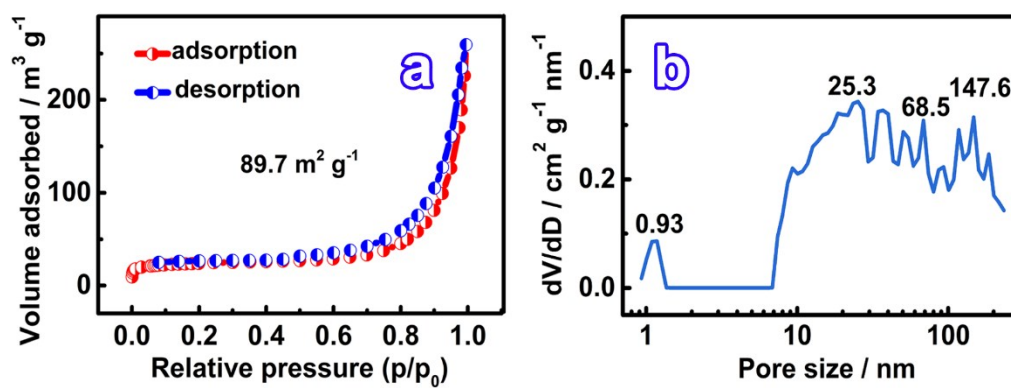 Volume adsorbed / m³ g⁻¹
200
100
0
adsorption
desorption
a
89.7 m² g⁻¹
0.0 0.2 0.4 0.6 0.8 1.0
Relative pressure (p/p₀)
dV/dD / cm² g⁻¹ nm⁻¹
0.4
0.2
0.0
b
25.3
68.5
147.6
0.93
1 10 100
Pore size / nm